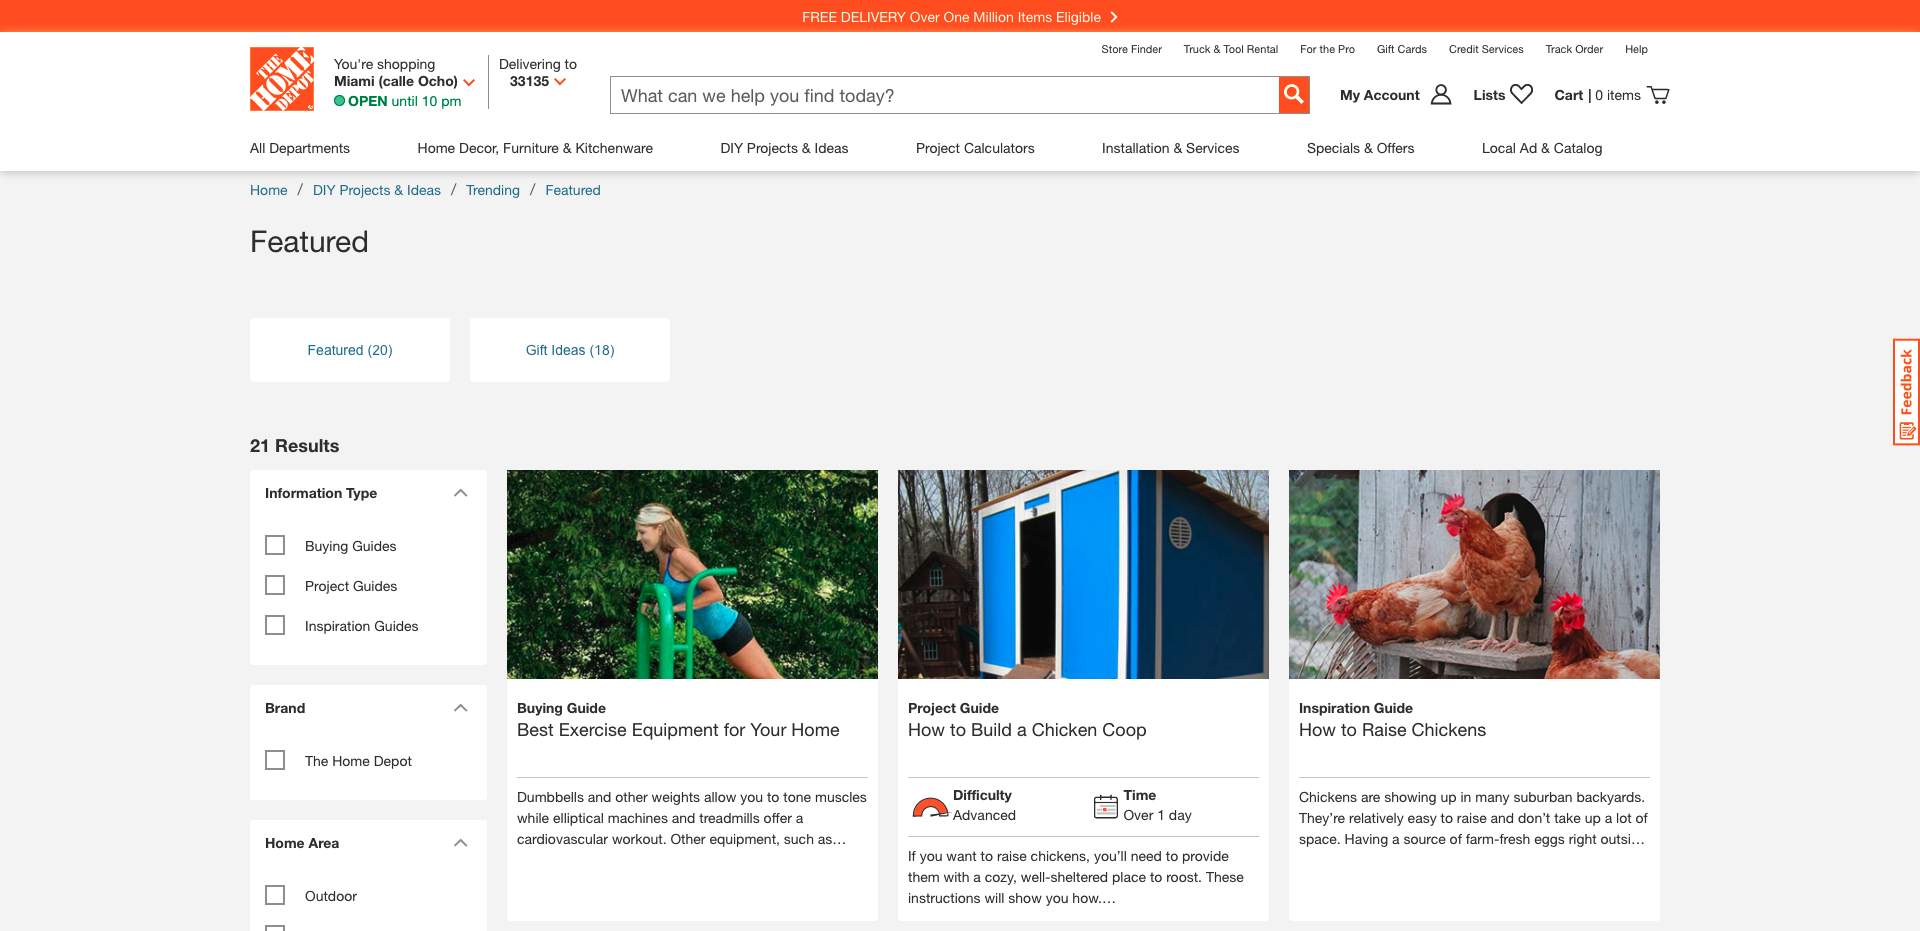 FREE DELIVERY Over One Million Items Eligible
THE HOME DEPOT
You're shopping
Miami (calle Ocho)
OPEN until 10 pm
Delivering to
33135
What can we help you find today?
Store Finder
Truck & Tool Rental
For the Pro
Gift Cards
Credit Services
Track Order
Help
My Account
Lists
Cart | 0 items
All Departments
Home Decor, Furniture & Kitchenware
DIY Projects & Ideas
Project Calculators
Installation & Services
Specials & Offers
Local Ad & Catalog
Home / DIY Projects & Ideas / Trending / Featured
Featured
Featured (20)
Gift Ideas (18)
Feedback
21 Results
Information Type
Buying Guides
Project Guides
Inspiration Guides
Brand
The Home Depot
Home Area
Outdoor
Buying Guide
Best Exercise Equipment for Your Home
Dumbbells and other weights allow you to tone muscles
while elliptical machines and treadmills offer a
cardiovascular workout. Other equipment, such as…
Project Guide
How to Build a Chicken Coop
Difficulty
Advanced
Time
Over 1 day
If you want to raise chickens, you’ll need to provide
them with a cozy, well-sheltered place to roost. These
instructions will show you how.…
Inspiration Guide
How to Raise Chickens
Chickens are showing up in many suburban backyards.
They’re relatively easy to raise and don’t take up a lot of
space. Having a source of farm-fresh eggs right outsi…